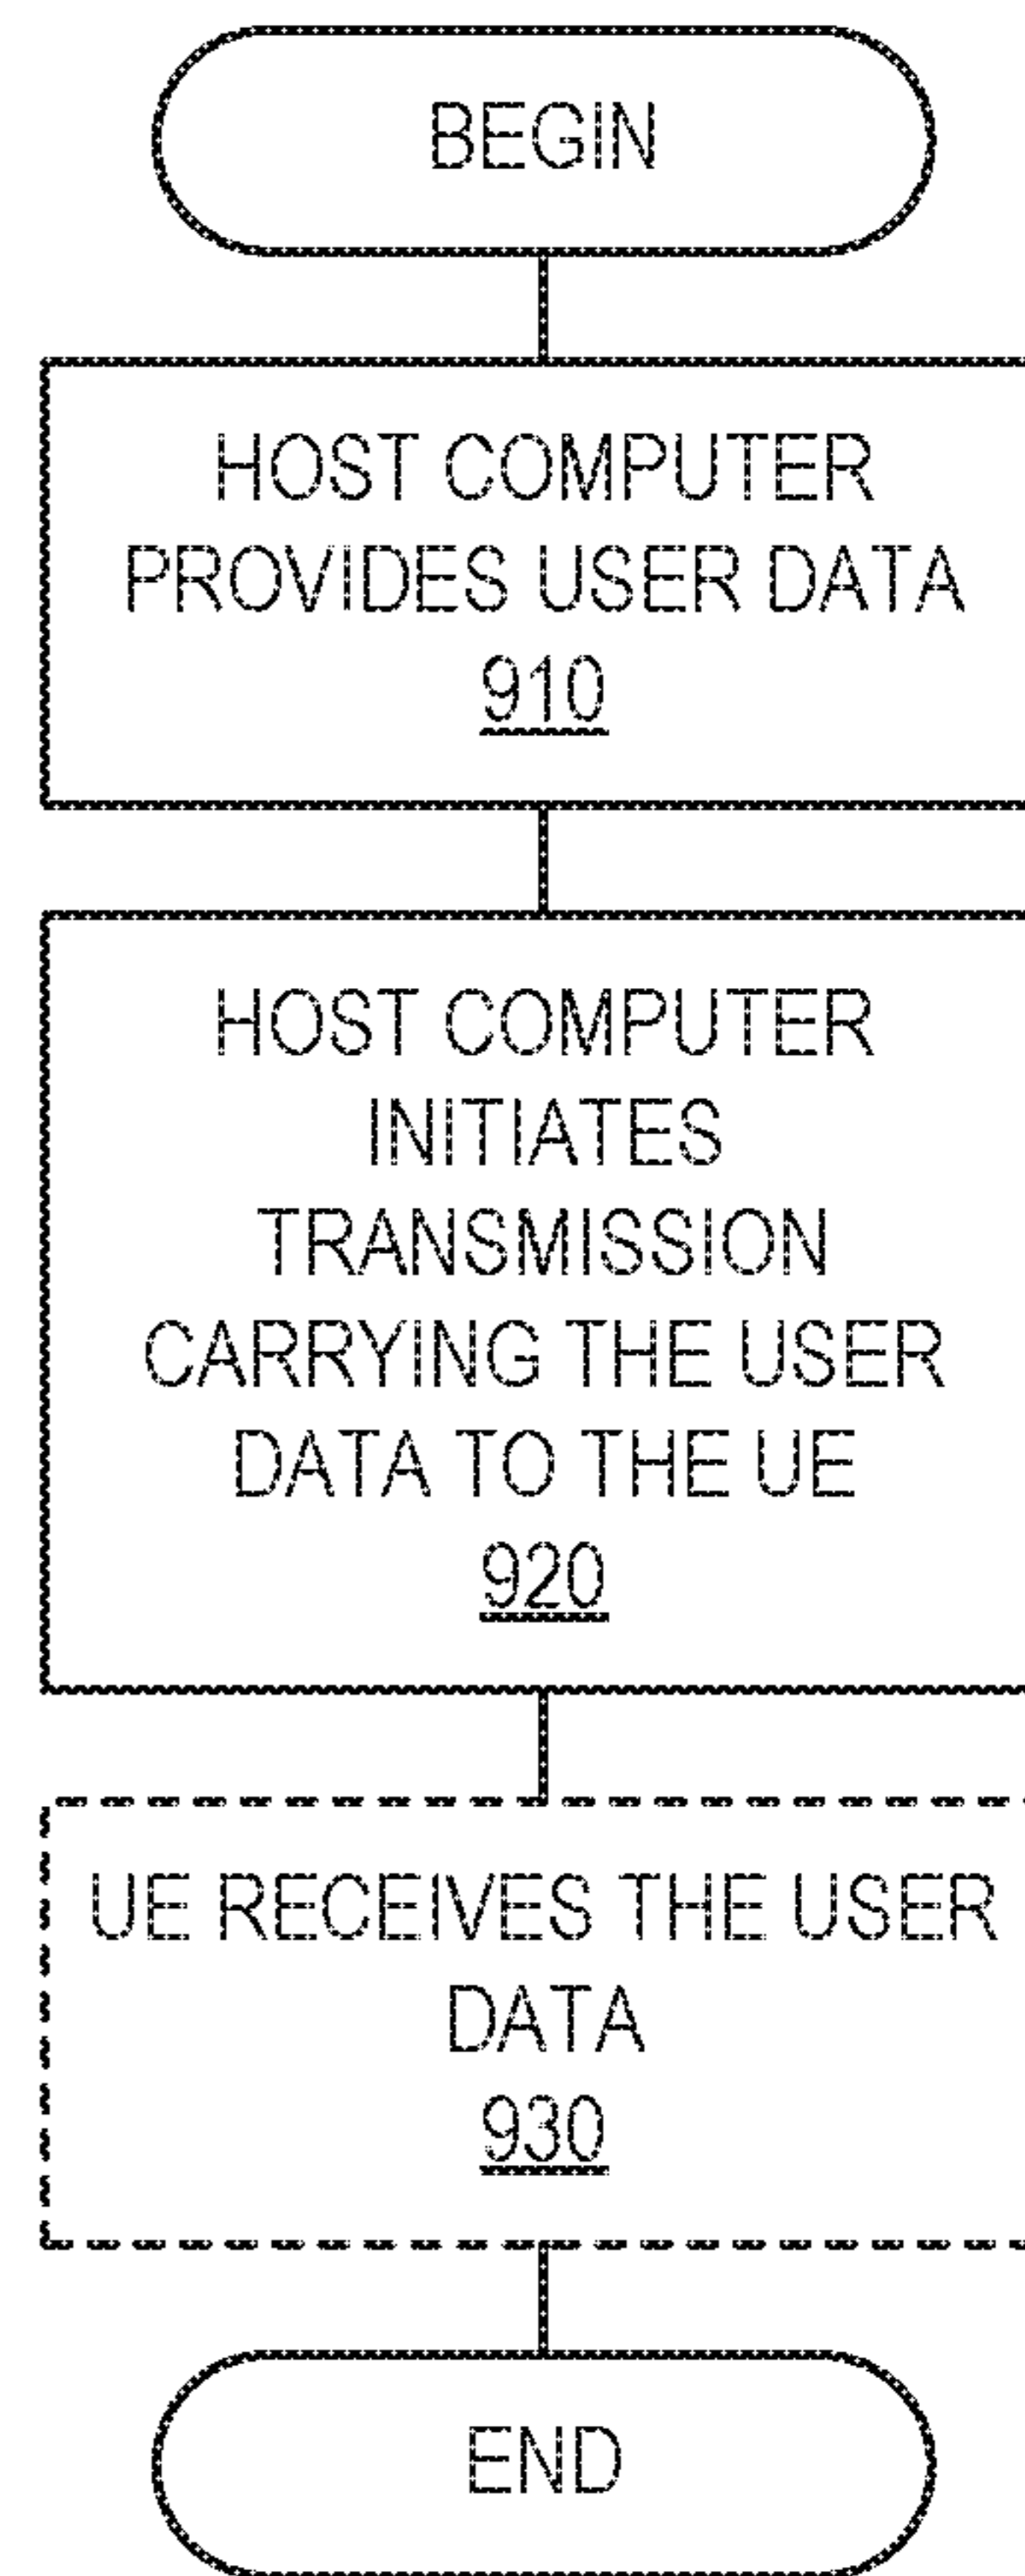 BEGIN
HOST COMPUTER
PROVIDES USER DATA
910
HOST COMPUTER
INITIATES
TRANSMISSION
CARRYING THE USER
DATA TO THE UE
920
UE RECEIVES THE USER
DATA
930
END